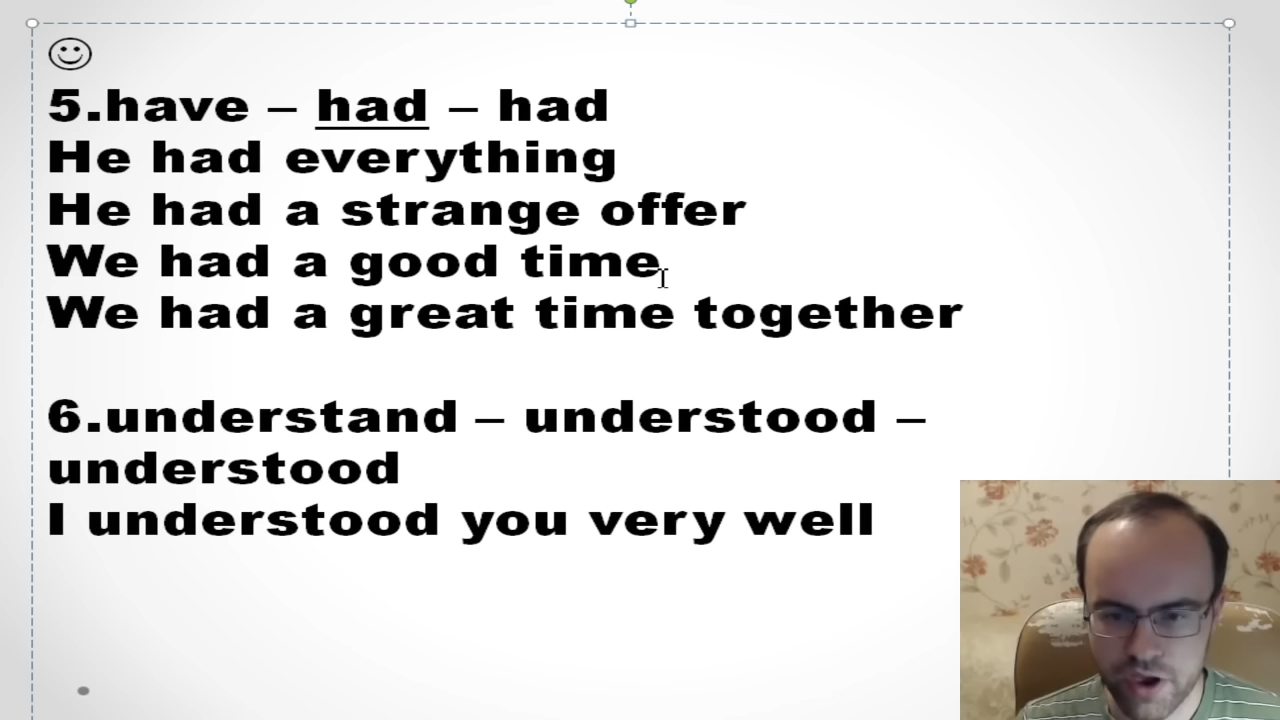 5.have – had – had
He had everything
He had a strange offer
We had a good time
We had a great time together
6.understand – understood –
understood
I understood you very well